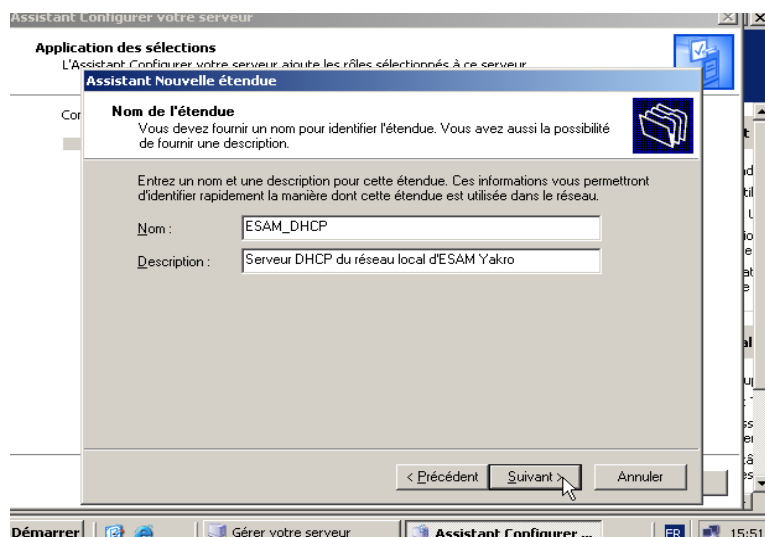 Assistant Configurer votre serveur
Application des sélections
L'Assistant Configurer votre serveur ajoute les rôles sélectionnés à ce serveur
Assistant Nouvelle étendue
Nom de l'étendue
Vous devez fournir un nom pour identifier l'étendue. Vous avez aussi la possibilité
de fournir une description.
Entrez un nom et une description pour cette étendue. Ces informations vous permettront
d'identifier rapidement la manière dont cette étendue est utilisée dans le réseau.
Nom : ESAM_DHCP
Description : Serveur DHCP du réseau local d'ESAM Yakro
< Précédent Suivant > Annuler
Démarrer Gérer votre serveur Assistant Configurer ... FR 15:51